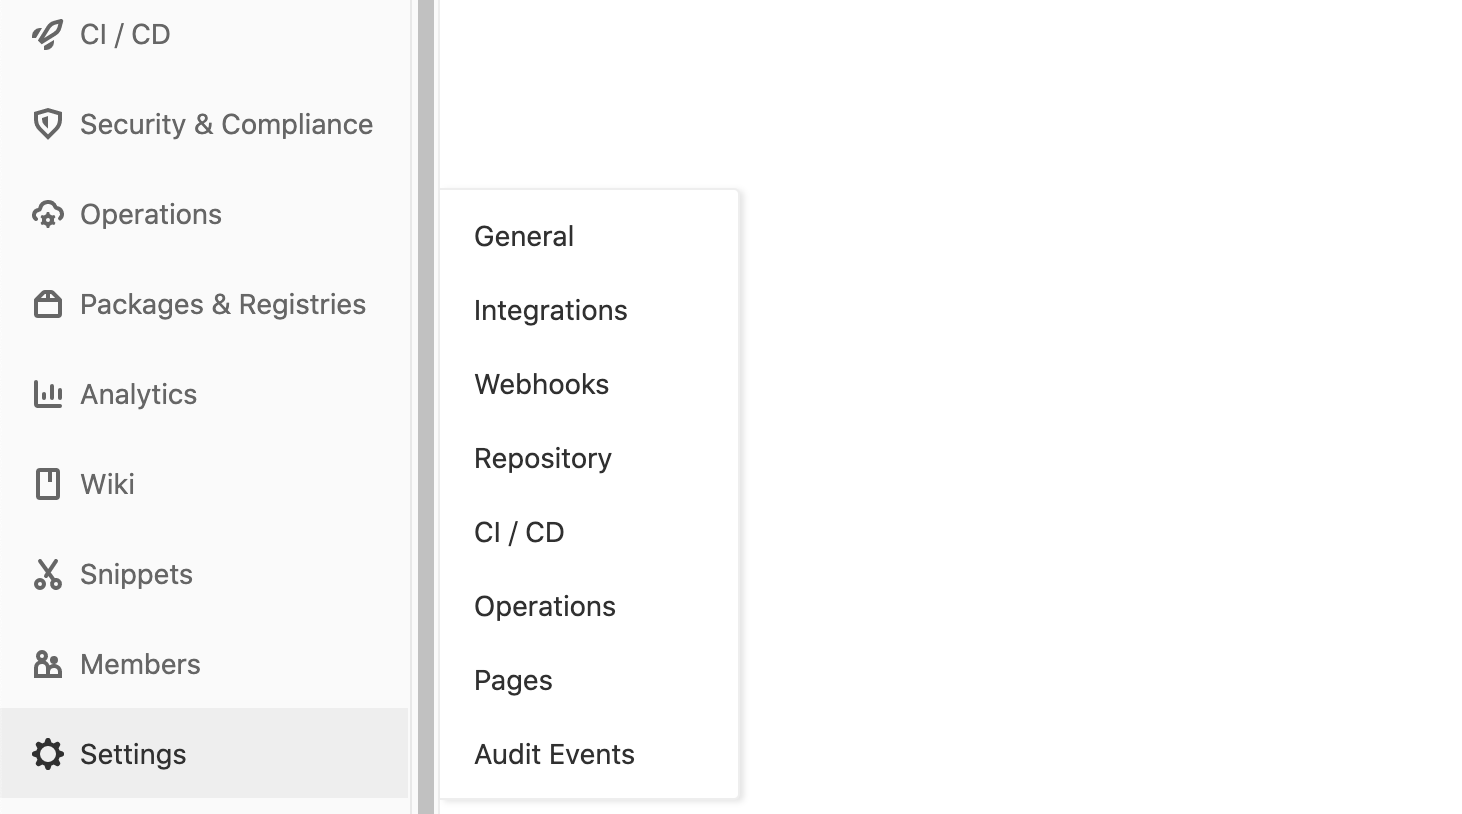 CI / CD
Security & Compliance
Operations
Packages & Registries
Analytics
Wiki
Snippets
Members
Settings
General
Integrations
Webhooks
Repository
CI / CD
Operations
Pages
Audit Events